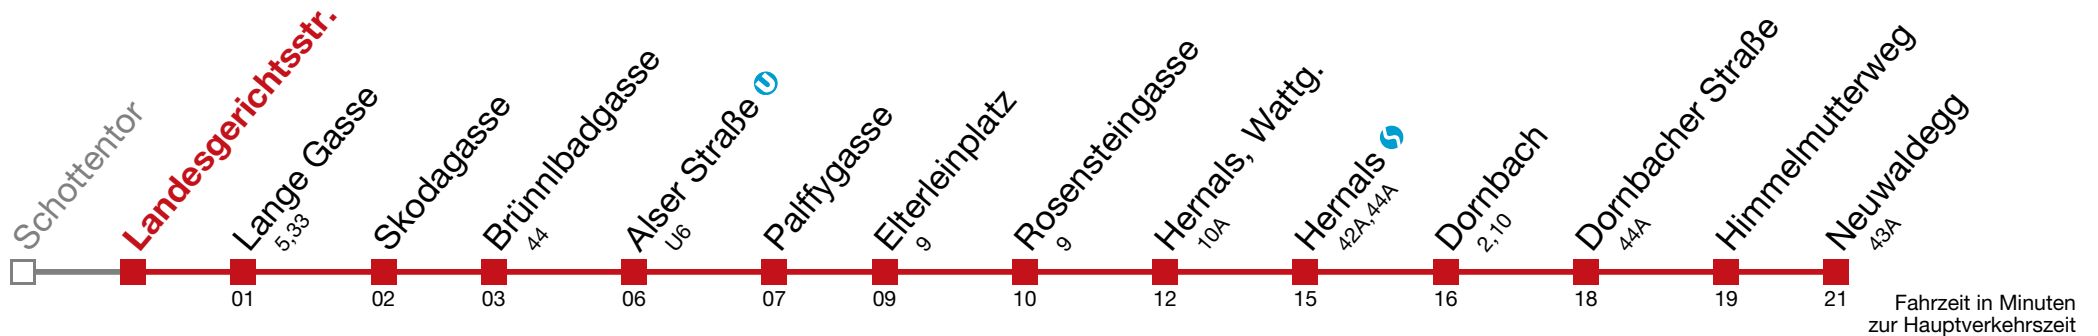 Schottentor
Landesgerichtsstr.
Lange Gasse
5,33
Skodagasse
Brünnlbadgasse
44
Alser Straße U
U6
Palffygasse
Elterleinplatz
9
Rosensteingasse
9
Hernals, Wattg.
10A
Hernals S
42A,44A
Dornbach
2,10
Dornbacher Straße
44A
Himmelmutterweg
Neuwaldegg
43A
01 02 03 06 07 09 10 12 15 16 18 19 21
Fahrzeit in Minuten
zur Hauptverkehrszeit